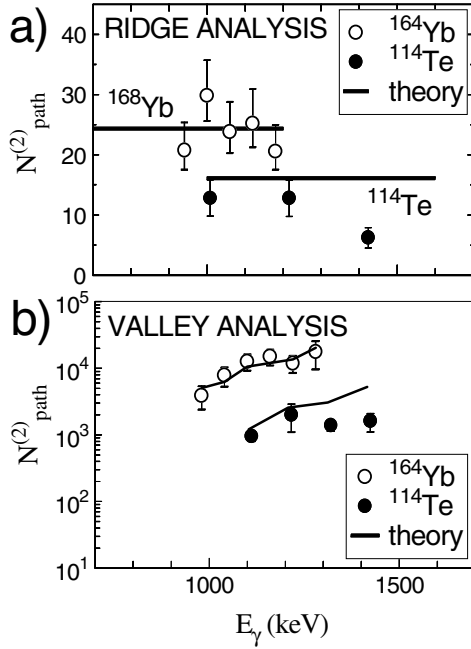 a) RIDGE ANALYSIS
○ ¹⁶⁴Yb
● ¹¹⁴Te
theory
¹⁶⁸Yb
¹¹⁴Te
N⁽²⁾path
40
30
20
10
0
b) VALLEY ANALYSIS
○ ¹⁶⁴Yb
● ¹¹⁴Te
theory
N⁽²⁾path
10⁵
10⁴
10³
10²
10¹
1000
1500
Eγ (keV)